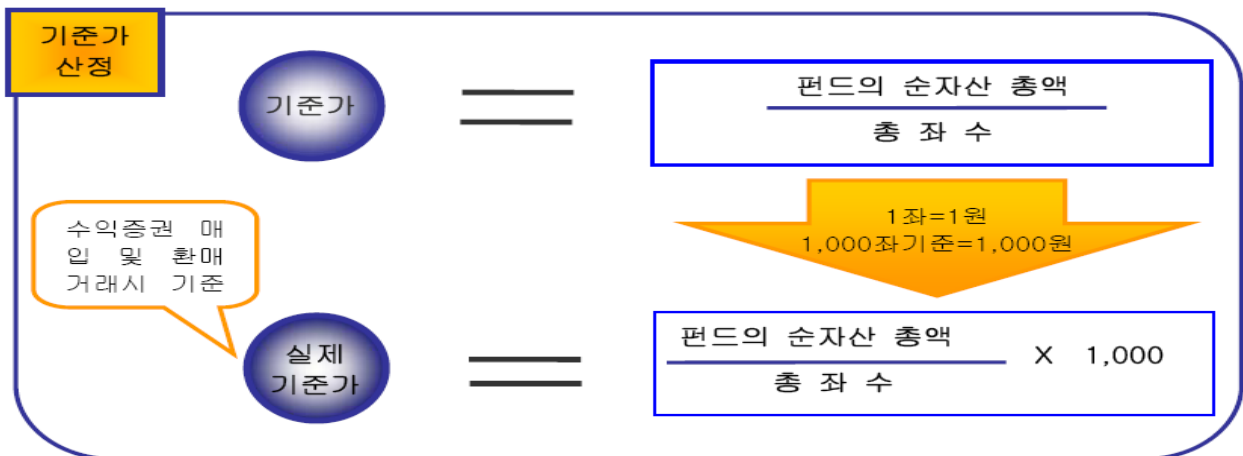 기준가
산정
기준가
펀드의 순자산 총액
총 좌 수
수익증권 매
입 및 환매
거래시 기준
1좌=1원
1,000좌기준=1,000원
실제
기준가
펀드의 순자산 총액
총 좌 수
X 1,000